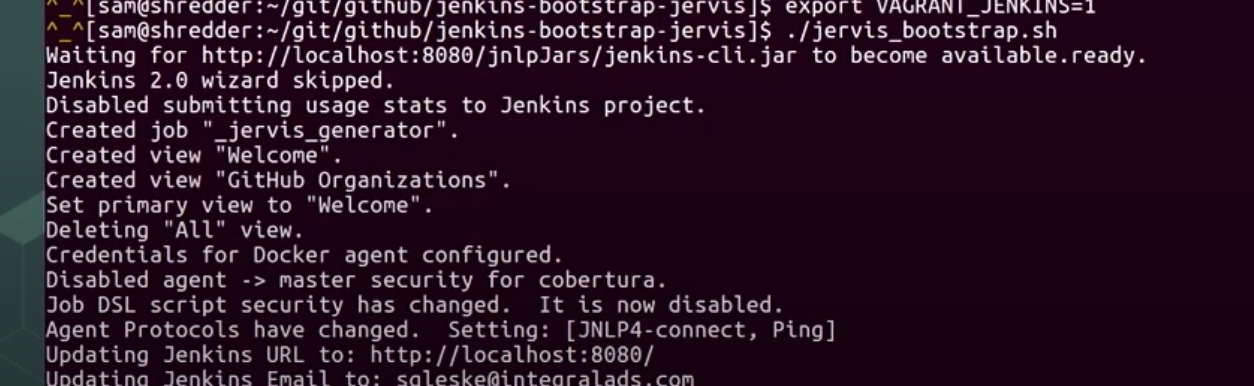 ^_^[sam@shredder:~/git/github/jenkins-bootstrap-jervis]$ export VAGRANT_JENKINS=1
^_^[sam@shredder:~/git/github/jenkins-bootstrap-jervis]$ ./jervis_bootstrap.sh
Waiting for http://localhost:8080/jnlpJars/jenkins-cli.jar to become available.ready.
Jenkins 2.0 wizard skipped.
Disabled submitting usage stats to Jenkins project.
Created job "_jervis_generator".
Created view "Welcome".
Created view "GitHub Organizations".
Set primary view to "Welcome".
Deleting "All" view.
Credentials for Docker agent configured.
Disabled agent -> master security for cobertura.
Job DSL script security has changed.  It is now disabled.
Agent Protocols have changed.  Setting: [JNLP4-connect, Ping]
Updating Jenkins URL to: http://localhost:8080/
Updating Jenkins Email to: sgleske@integralads.com